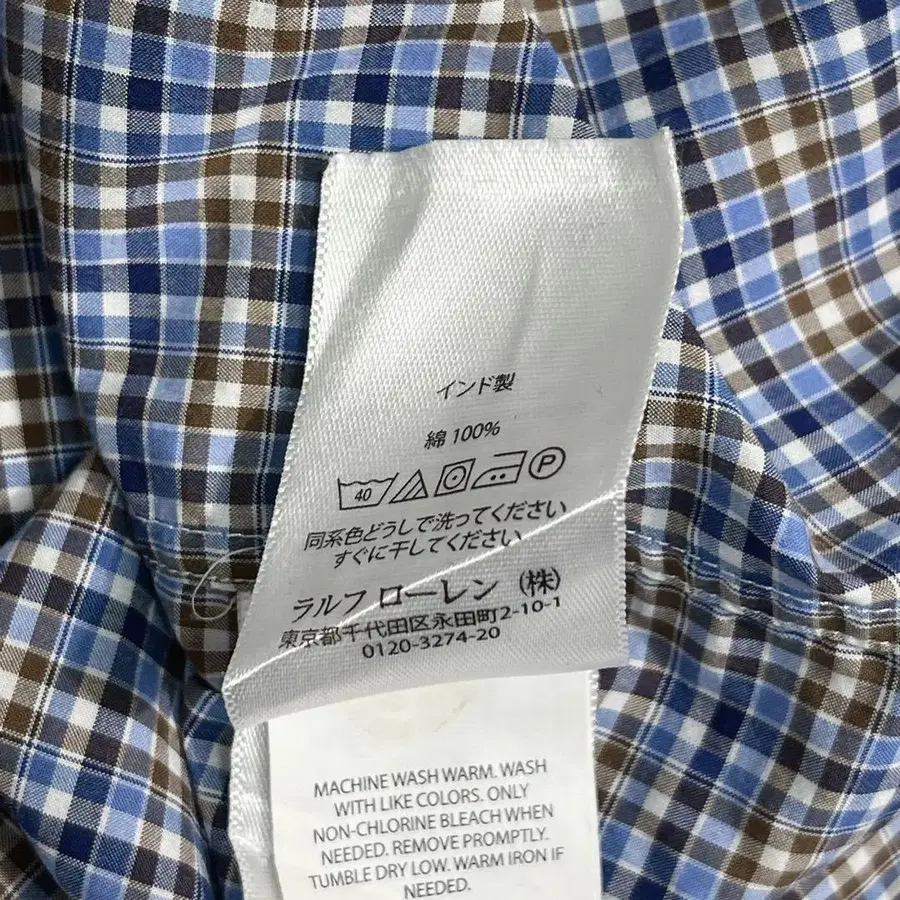 インド製
綿 100%
40 P
同系色どうしで洗ってください
すぐに干してください
ラルフ ローレン (株)
東京都千代田区永田町2-10-1
0120-3274-20
MACHINE WASH WARM. WASH
WITH LIKE COLORS. ONLY
NON-CHLORINE BLEACH WHEN
NEEDED. REMOVE PROMPTLY.
TUMBLE DRY LOW. WARM IRON IF
NEEDED.